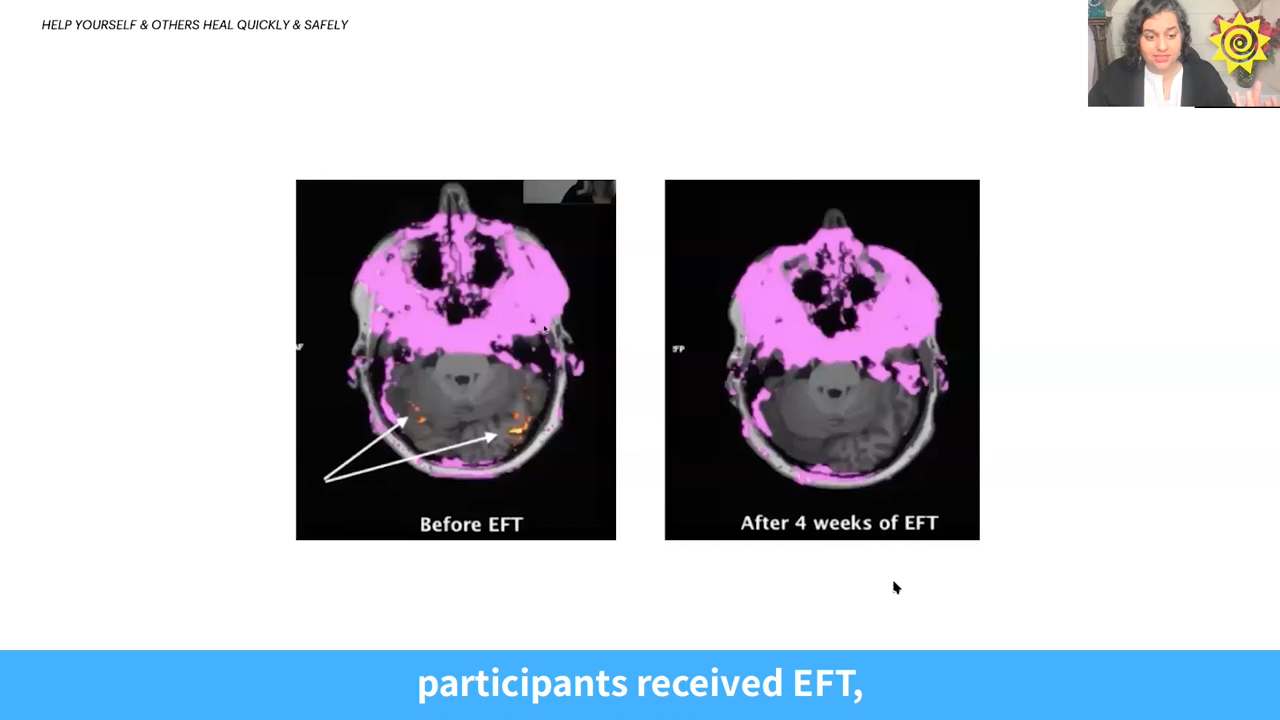 HELP YOURSELF & OTHERS HEAL QUICKLY & SAFELY
Before EFT
After 4 weeks of EFT
participants received EFT,